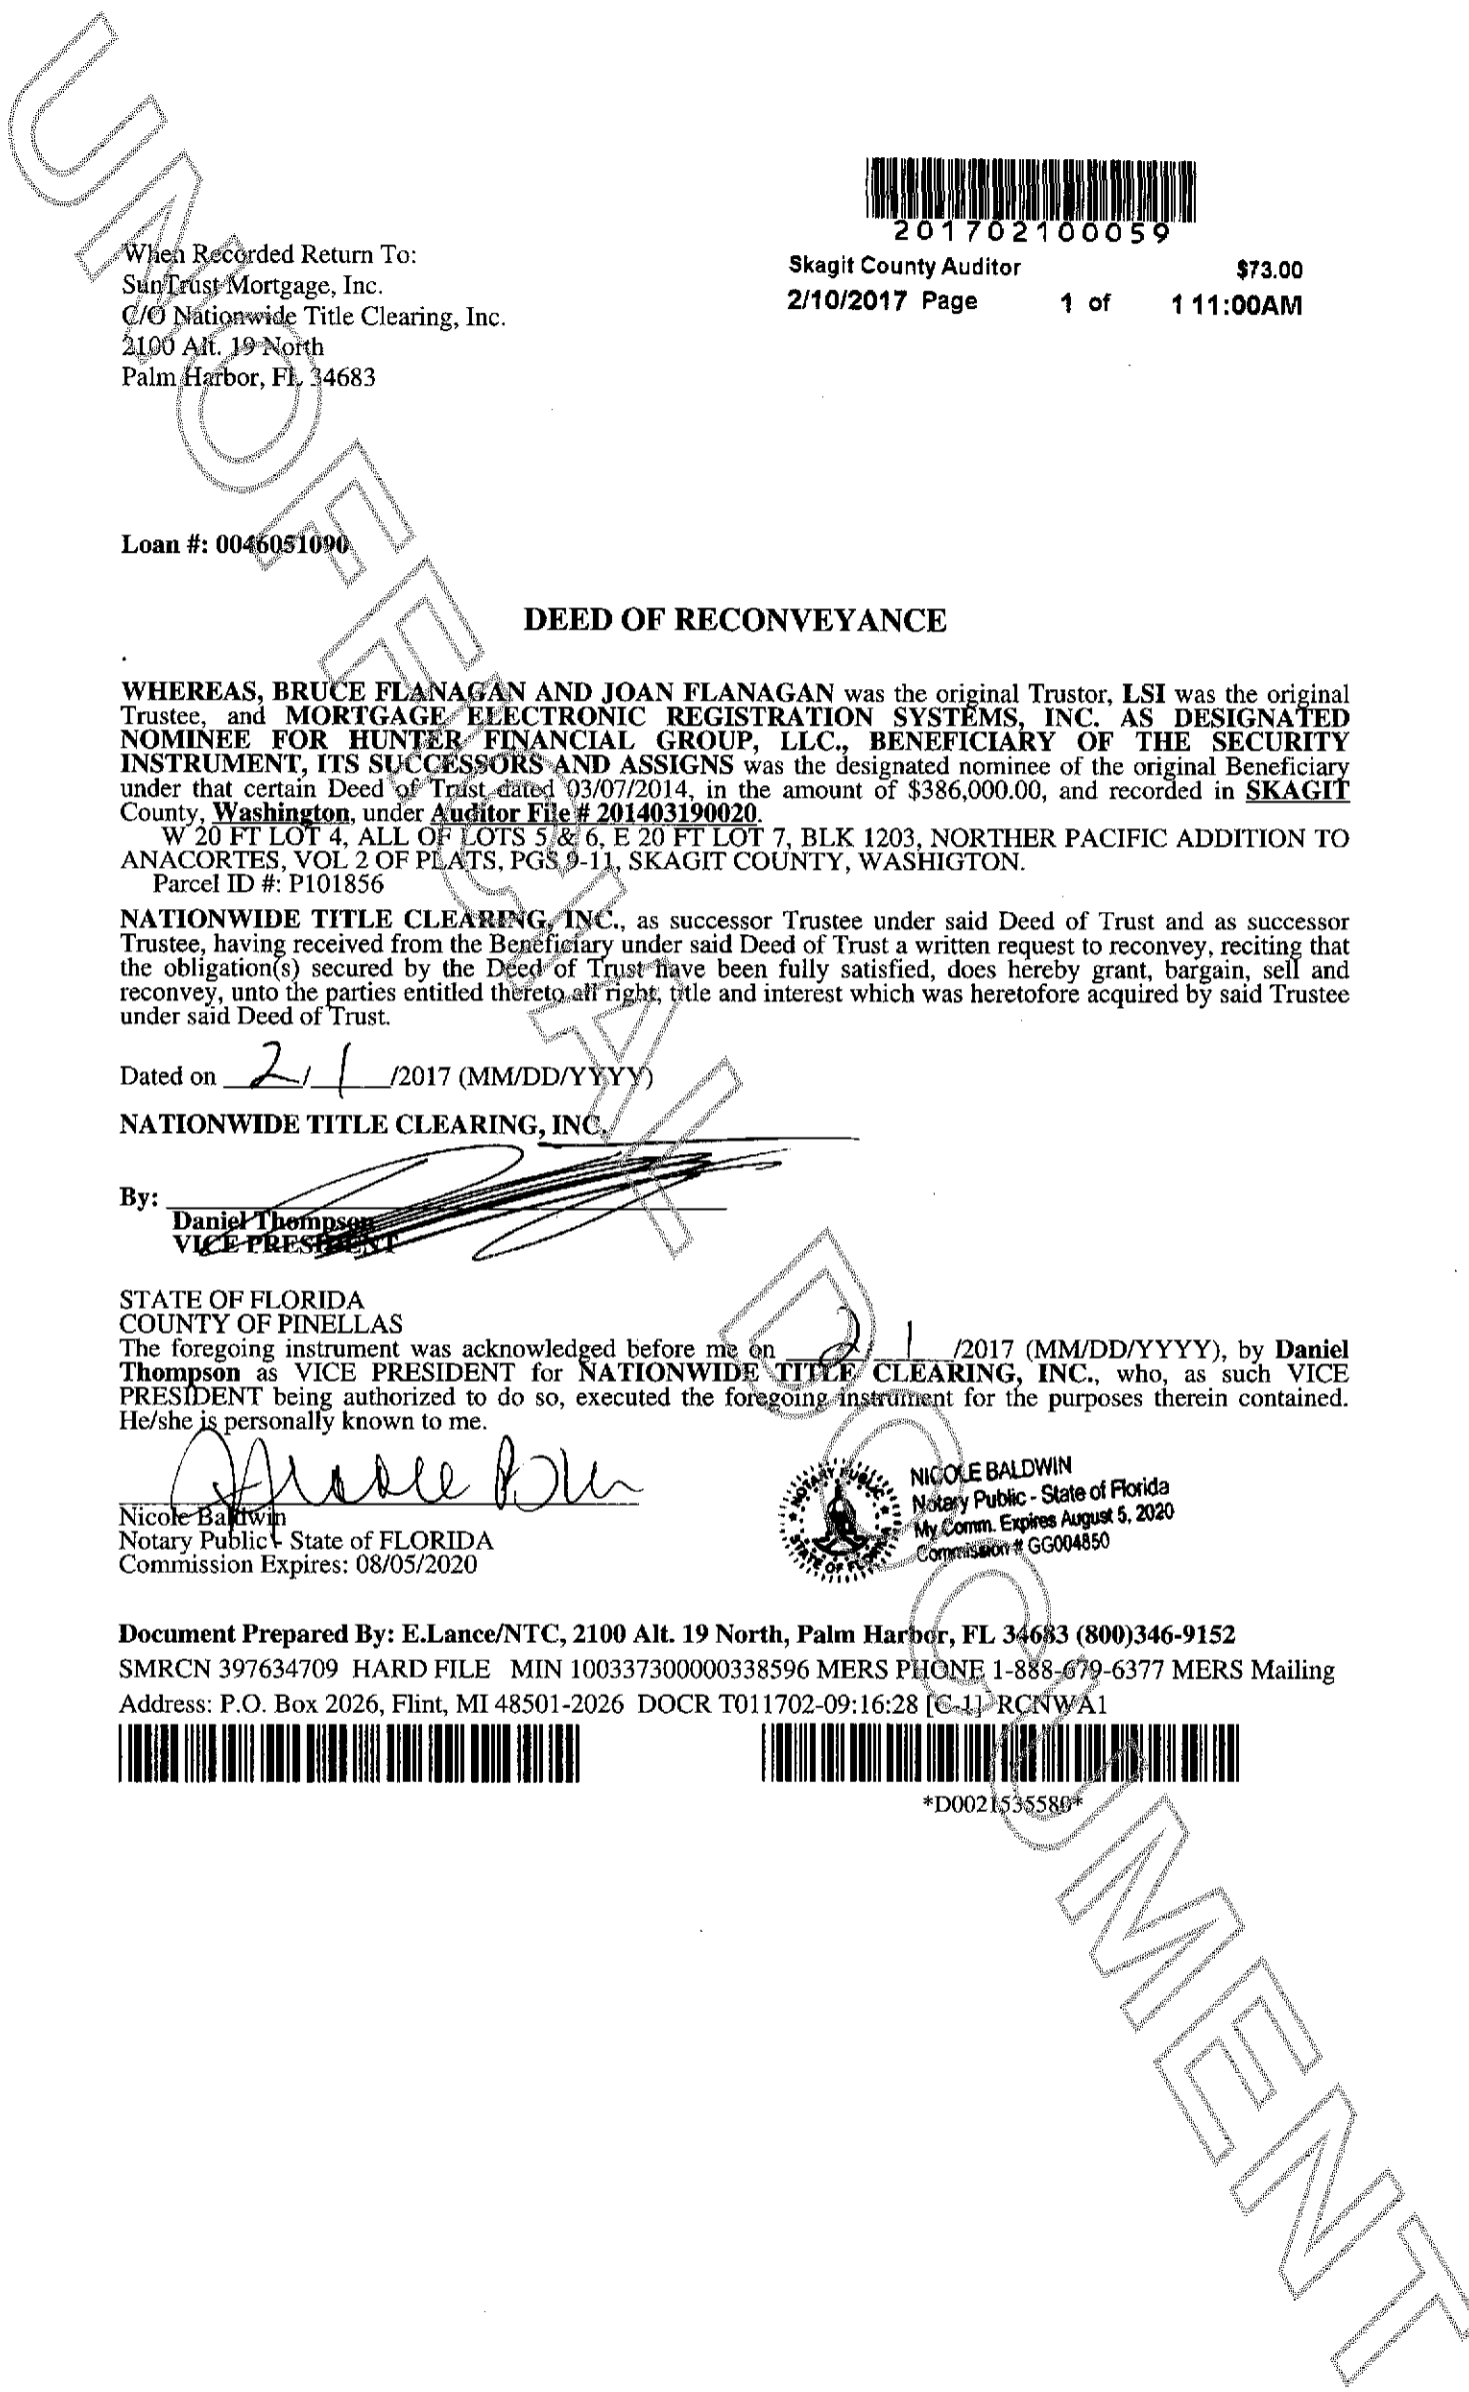 201702100059
Skagit County Auditor $73.00
2/10/2017 Page 1 of 1 11:00AM
When Recorded Return To:
SunTrust Mortgage, Inc.
C/O Nationwide Title Clearing, Inc.
2100 Alt. 19 North
Palm Harbor, FL 34683
Loan #: 0046051090
DEED OF RECONVEYANCE
.
WHEREAS, BRUCE FLANAGAN AND JOAN FLANAGAN was the original Trustor, LSI was the original
Trustee, and MORTGAGE ELECTRONIC REGISTRATION SYSTEMS, INC. AS DESIGNATED
NOMINEE FOR HUNTER FINANCIAL GROUP, LLC., BENEFICIARY OF THE SECURITY
INSTRUMENT, ITS SUCCESSORS AND ASSIGNS was the designated nominee of the original Beneficiary
under that certain Deed of Trust dated 03/07/2014, in the amount of $386,000.00, and recorded in SKAGIT
County, Washington, under Auditor File # 201403190020.
W 20 FT LOT 4, ALL OF LOTS 5 & 6, E 20 FT LOT 7, BLK 1203, NORTHER PACIFIC ADDITION TO
ANACORTES, VOL 2 OF PLATS, PGS 9-11, SKAGIT COUNTY, WASHIGTON.
Parcel ID #: P101856
NATIONWIDE TITLE CLEARING, INC., as successor Trustee under said Deed of Trust and as successor
Trustee, having received from the Beneficiary under said Deed of Trust a written request to reconvey, reciting that
the obligation(s) secured by the Deed of Trust have been fully satisfied, does hereby grant, bargain, sell and
reconvey, unto the parties entitled thereto all right, title and interest which was heretofore acquired by said Trustee
under said Deed of Trust.
Dated on 2/1/2017 (MM/DD/YYYY)
NATIONWIDE TITLE CLEARING, INC.
By:
Daniel Thompson
VICE PRESIDENT
STATE OF FLORIDA
COUNTY OF PINELLAS
The foregoing instrument was acknowledged before me on 2/1/2017 (MM/DD/YYYY), by Daniel
Thompson as VICE PRESIDENT for NATIONWIDE TITLE CLEARING, INC., who, as such VICE
PRESIDENT being authorized to do so, executed the foregoing instrument for the purposes therein contained.
He/she is personally known to me.
Nicole Baldwin
Notary Public - State of FLORIDA
Commission Expires: 08/05/2020
NOTARY PUBLIC
STATE OF FLORIDA
NICOLE BALDWIN
Notary Public - State of Florida
My Comm. Expires August 5, 2020
Commission # GG004850
Document Prepared By: E.Lance/NTC, 2100 Alt. 19 North, Palm Harbor, FL 34683 (800)346-9152
SMRCN 397634709 HARD FILE MIN 100337300000338596 MERS PHONE 1-888-679-6377 MERS Mailing
Address: P.O. Box 2026, Flint, MI 48501-2026 DOCR T011702-09:16:28 [C-1] RCNWA1
*D0021535580*
UNOFFICIAL DOCUMENT